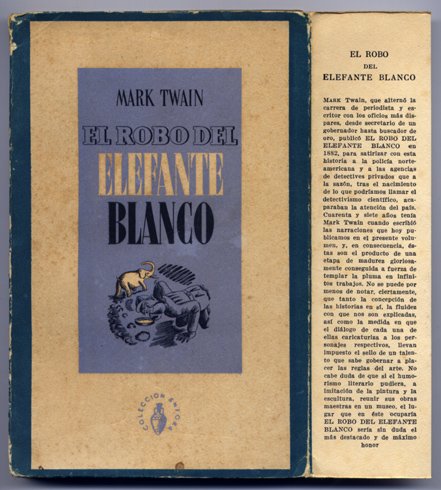 MARK TWAIN
EL ROBO DEL
ELEFANTE
BLANCO
COLECCION ANFORA
EL ROBO
DEL
ELEFANTE BLANCO
MARK TWAIN, que alternó la
carrera de periodista y es-
critor con los oficios más dis-
pares, desde secretario de un
gobernador hasta buscador de
oro, publicó EL ROBO DEL
ELEFANTE BLANCO en
1882, para satirizar con esta
historia a la policía norte-
americana y a las agencias
de detectives privados que a
la sazón, tras el nacimiento
de lo que podríamos llamar el
detectivismo científico, aca-
paraban la atención del país.
Cuarenta y siete años tenía
Mark Twain cuando escribió
las narraciones que hoy pu-
blicamos en el presente volu-
men, y, en consecuencia, és-
tas son el producto de una
etapa de madurez gloriosa-
mente conseguida a fuerza de
templar la pluma en infini-
tos trabajos. No se puede por
menos de notar, ciertamente,
que tanto la concepción de
las historias en sí, la fluidez
con que nos son explicadas,
así como la medida en que
el diálogo de cada una de
ellas caricaturiza a los per-
sonajes respectivos, llevan
impuesto el sello de un talen-
to que sabe gobernar a pla-
cer las reglas del arte. No
cabe duda de que si el humo-
rismo literario pudiera, a
imitación de la pintura y la
escultura, reunir sus obras
maestras en un museo, el lu-
gar que en éste ocuparía
EL ROBO DEL ELEFANTE
BLANCO sería sin duda el
más destacado y de máximo
honor